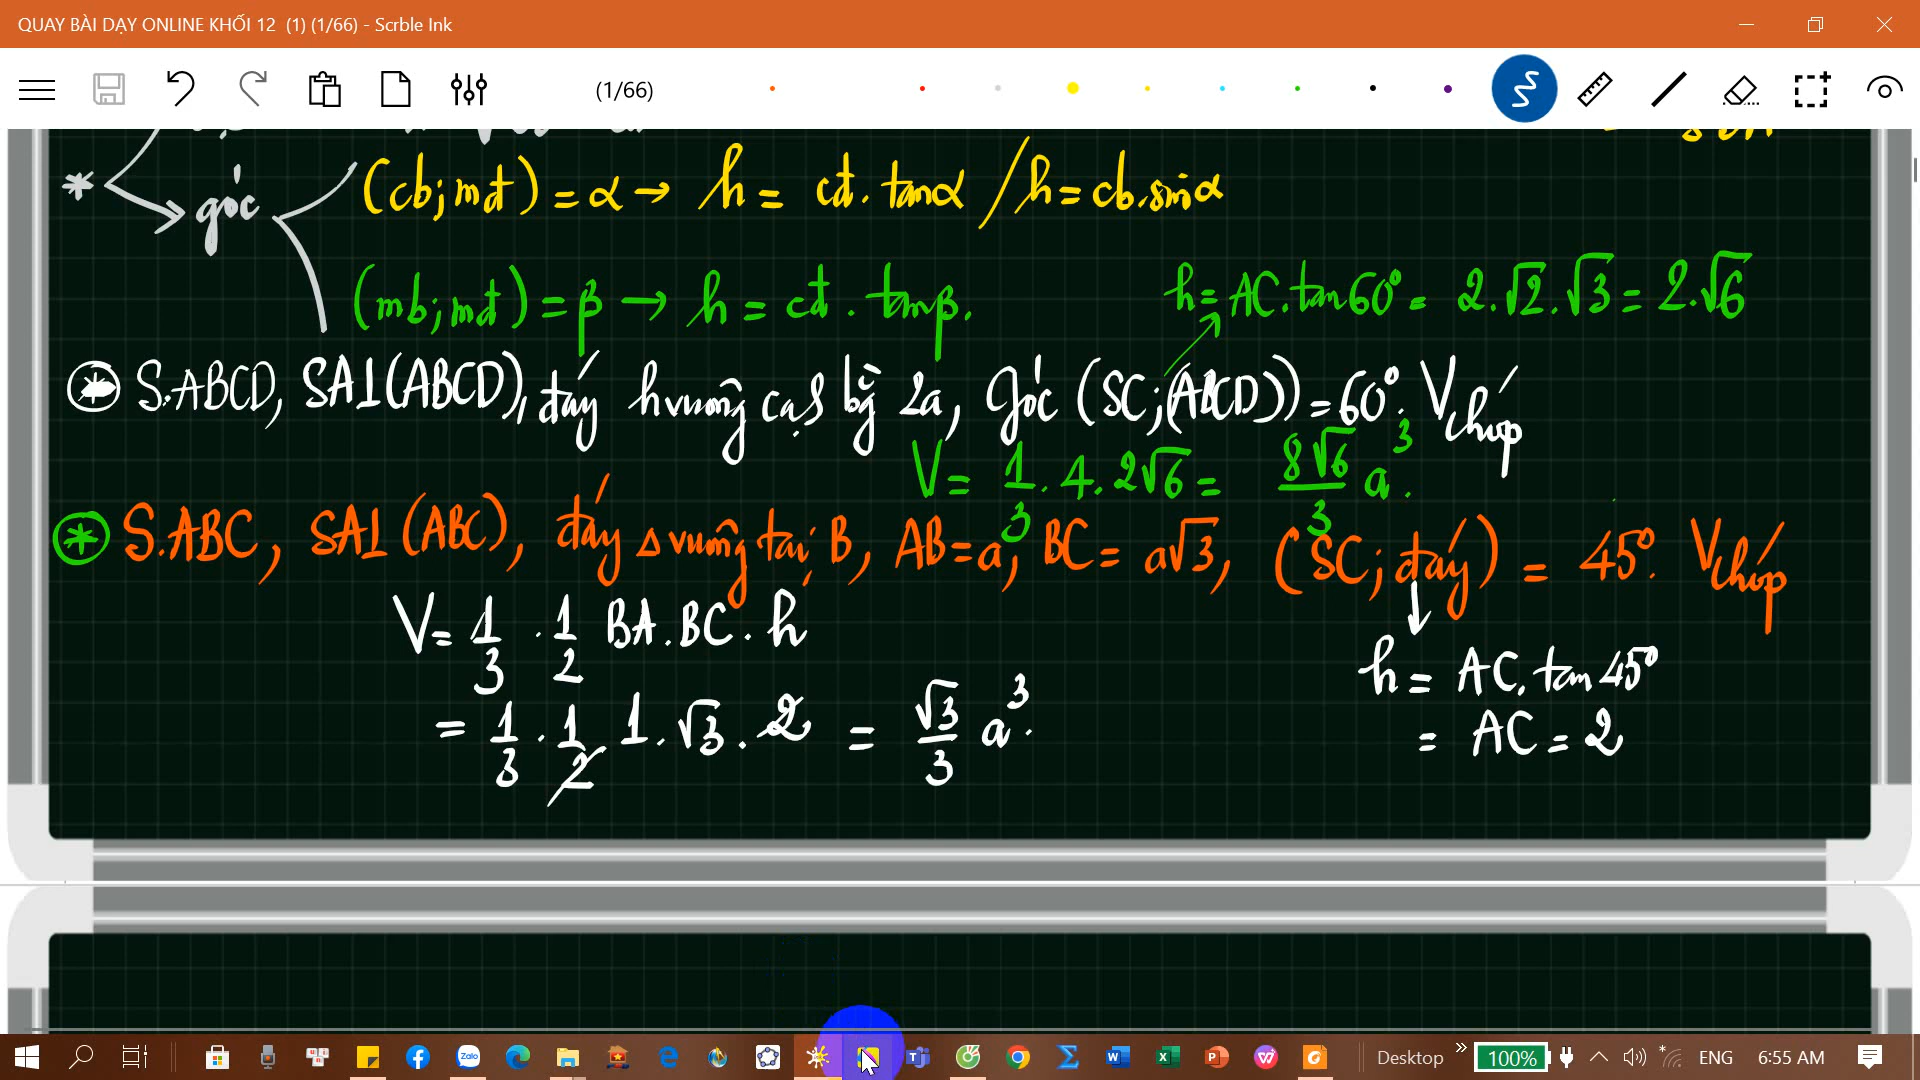 QUAY BÀI DẠY ONLINE KHỐI 12 (1) (1/66) - Scrble Ink
(1/66)
* góc
(cb; mđ) = α → h = cđ. tanα / h = cb.sinα
(mb; mđ) = β → h = cđ. tanβ.
h = AC.tan60° = 2.√2.√3 = 2.√6
* S.ABCD, SA⊥(ABCD), đáy hvuông cạnh bg 2a, góc (SC;(ABCD)) = 60°. Vchóp
V = 1/3 . 4. 2√6 = 8√6/3 a³.
* S.ABC, SA⊥(ABC), đáy Δ vuông tại B, AB=a, BC = a√3, (SC; đáy) = 45°. Vchóp
V = 1/3 . 1/2 BA.BC. h
= 1/3 . 1/2 1. √3. 2 = √3/3 a³.
h = AC. tan 45°
= AC = 2
Zalo
Desktop
100%
ENG
6:55 AM